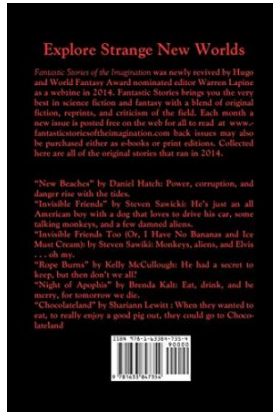 Explore Strange New Worlds
Fantastic Stories of the Imagination was newly revived by Hugo
and World Fantasy Award nominated editor Warren Lapine
as a webzine in 2014. Fantastic Stories brings you the very
best in science fiction and fantasy with a blend of original
fiction, reprints, and criticism of the field. Each month a
new issue is posted free on the web for all to read at www.-
fantasticstoriesoftheimagination.com back issues may also
be purchased either as e-books or print editions. Collected
here are all of the original stories that ran in 2014.
“New Beaches” by Daniel Hatch: Power, corruption, and
danger rise with the tides.
“Invisible Friends” by Steven Sawicki: He’s just an all
American boy with a dog that loves to drive his car, some
talking monkeys, and a few damned aliens.
“Invisible Friends Too (Or, I Have No Bananas and Ice
Must Cream): by Steven Sawiki: Monkeys, aliens, and Elvis
. . . oh my.
“Rope Burns” by Kelly McCullough: He had a secret to
keep, but then don’t we all?
“Night of Apophis” by Brenda Kalt: Eat, drink, and be
merry, for tomorrow we die.
“Chocolateland” by Shariann Lewitt : When they wanted to
eat, to really enjoy a good pig out, they could go to Choco-
lateland
ISBN 978-1-63384-735-4
90000
9 781633 847354